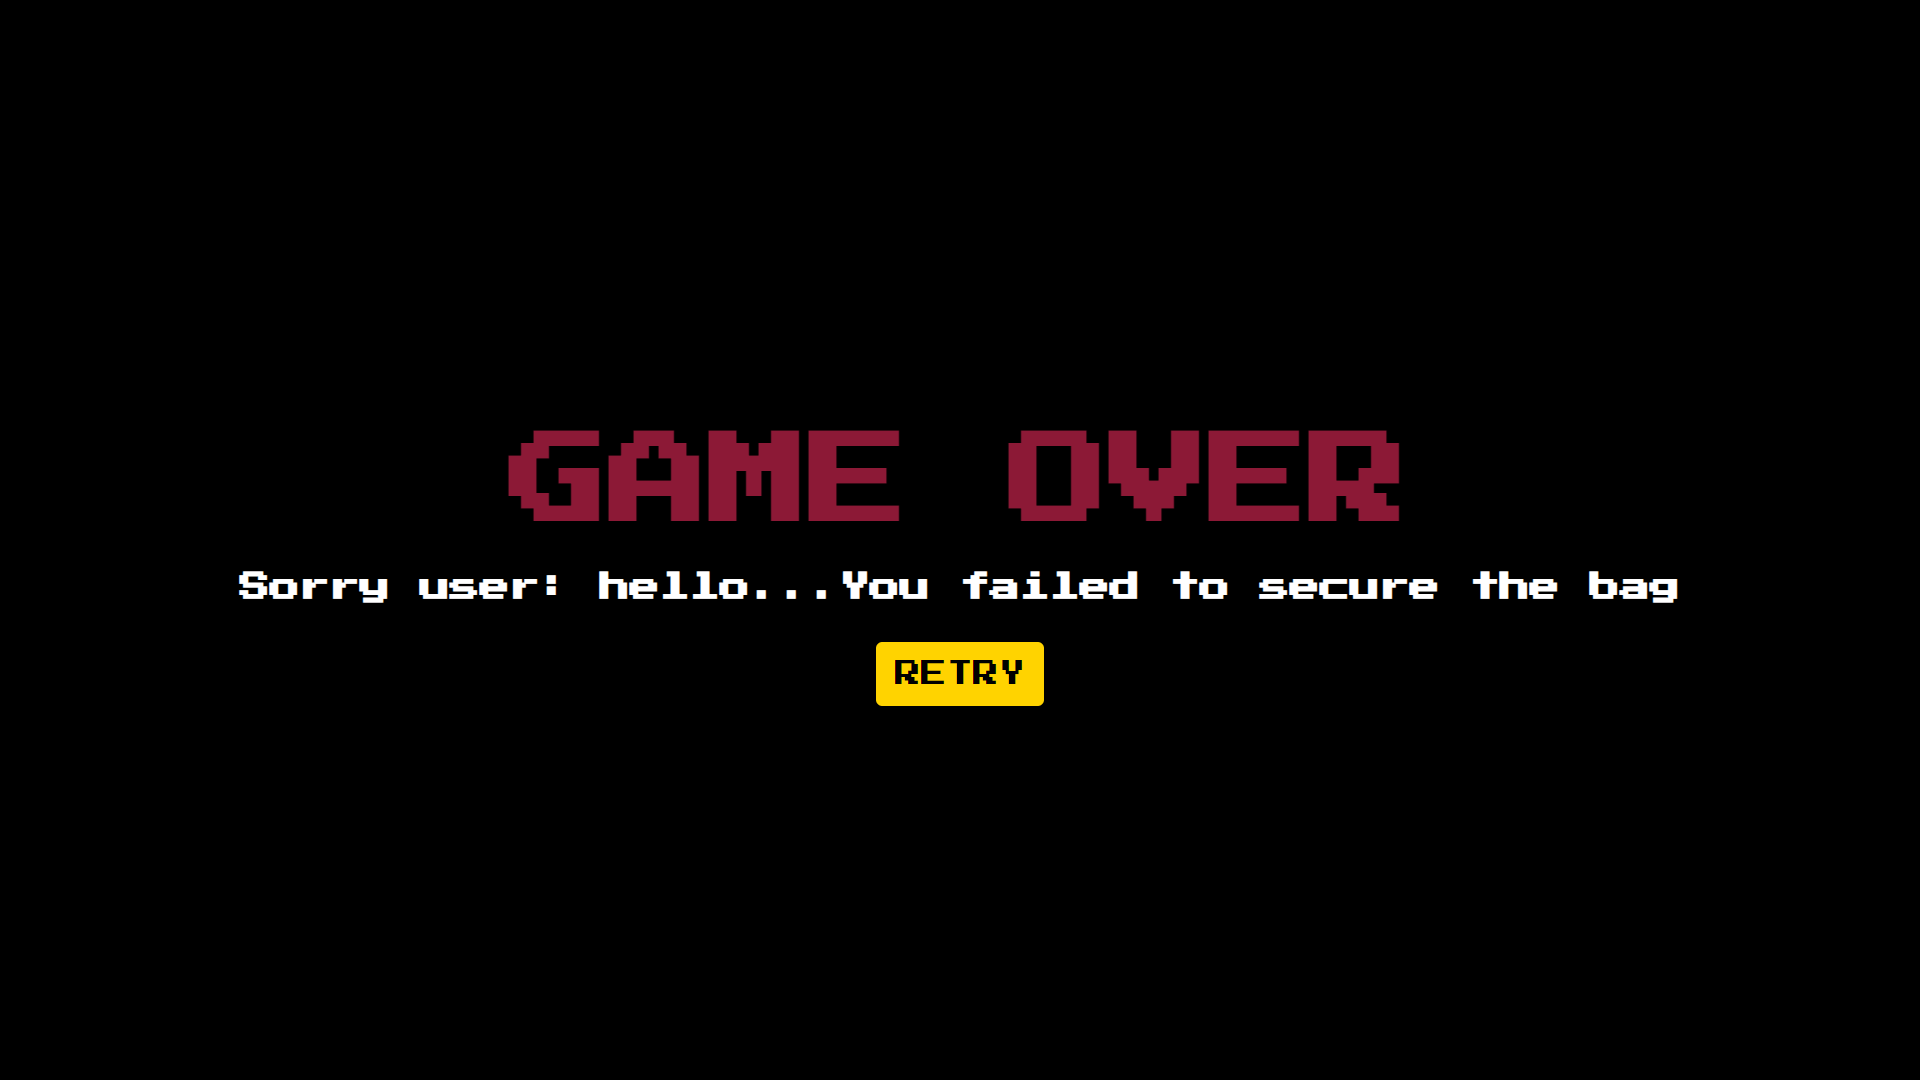 GAME OVER
Sorry user: hello...You failed to secure the bag
RETRY